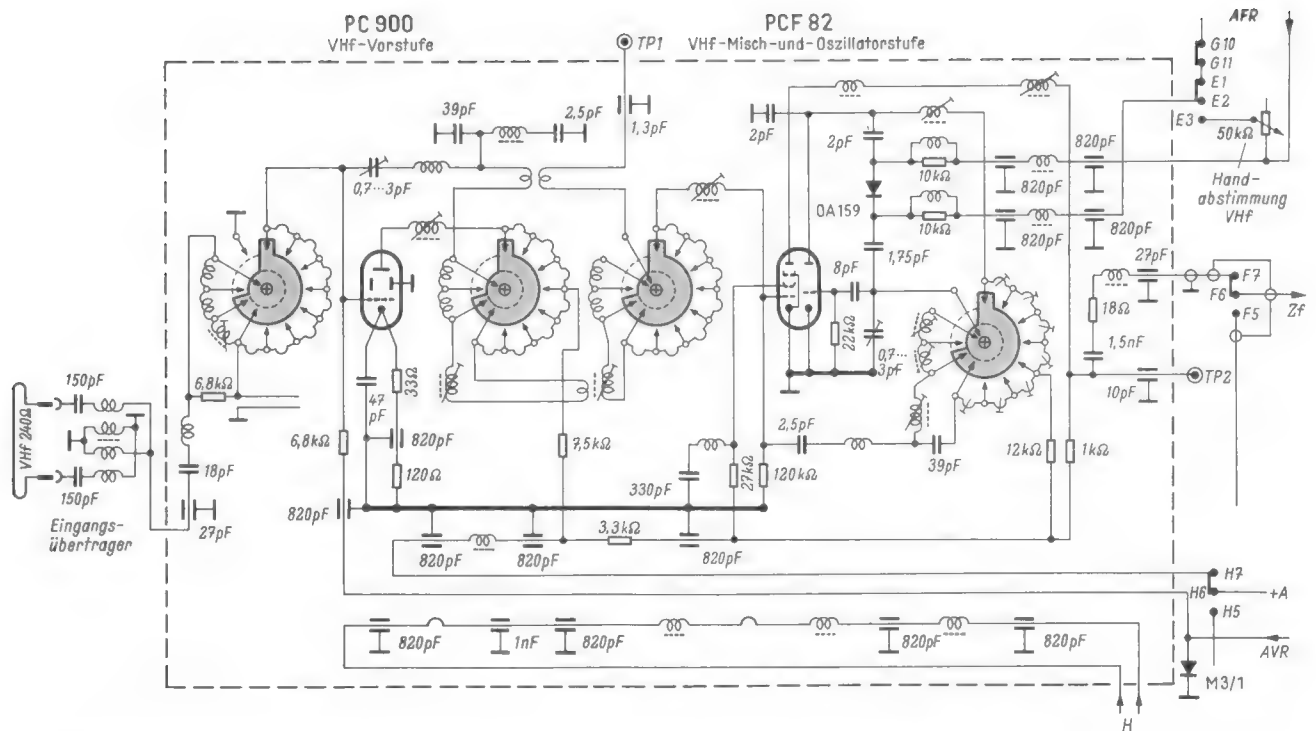 PC 900
VHf-Vorstufe
PCF 82
VHf-Misch-und-Oszillatorstufe
TP1
AFR
G10
G11
E1
E2
E3
50kΩ
Hand-
abstimmung
VHf
39pF
2,5pF
1,3pF
0,7...3pF
2pF
2pF
10kΩ
10kΩ
OA159
820pF
820pF
820pF
820pF
1,75pF
8pF
22kΩ
0,7...
3pF
27pF
18Ω
1,5nF
F7
F6
F5
Zf
TP2
10pF
VHf 240Ω
150pF
150pF
Eingangs-
übertrager
6,8kΩ
18pF
27pF
6,8kΩ
47
pF
33Ω
820pF
120Ω
820pF
7,5kΩ
330pF
27kΩ
120kΩ
2,5pF
39pF
12kΩ
1kΩ
820pF
820pF
3,3kΩ
820pF
H7
H6
H5
+A
AVR
M3/1
820pF
1nF
820pF
820pF
820pF
H